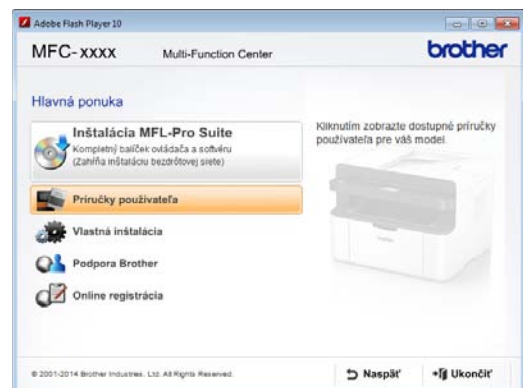 Adobe Flash Player 10
MFC-xxxx Multi-Function Center brother
Hlavná ponuka
Inštalácia MFL-Pro Suite
Kompletný balíček ovládača a softvéru
(Zahŕňa inštaláciu bezdrôtovej siete)
Príručky používateľa
Vlastná inštalácia
Podpora Brother
Online registrácia
Kliknutím zobrazte dostupné príručky
používateľa pre váš model.
© 2001-2014 Brother Industries, Ltd. All Rights Reserved.
Naspäť
Ukončiť